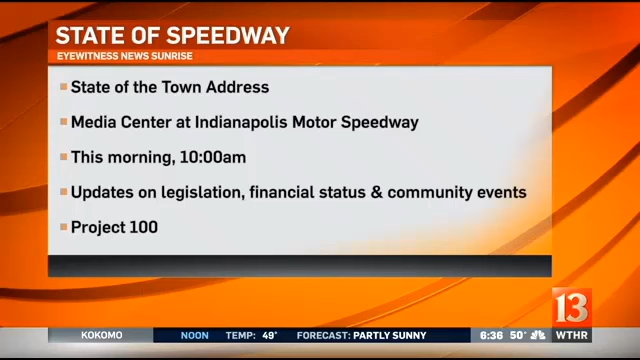 STATE OF SPEEDWAY
EYEWITNESS NEWS SUNRISE
State of the Town Address
Media Center at Indianapolis Motor Speedway
This morning, 10:00am
Updates on legislation, financial status & community events
Project 100
13
KOKOMO NOON TEMP: 49° FORECAST: PARTLY SUNNY 6:36 50° WTHR